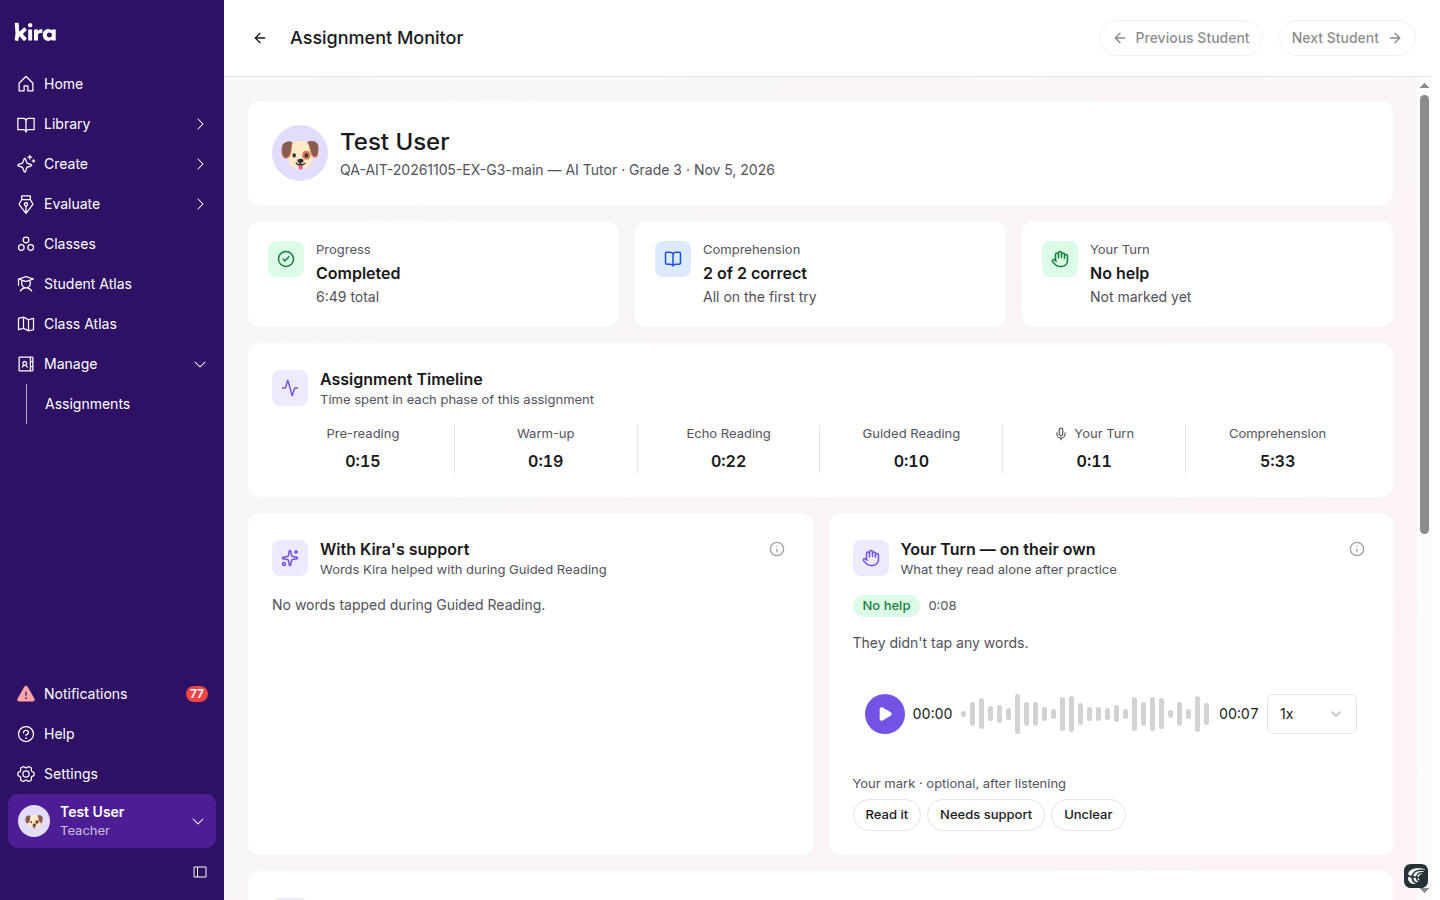 kira
Home
Library
Create
Evaluate
Classes
Student Atlas
Class Atlas
Manage
Assignments
Notifications 77
Help
Settings
Test User
Teacher
Assignment Monitor
Previous Student
Next Student
Test User
QA-AIT-20261105-EX-G3-main — AI Tutor · Grade 3 · Nov 5, 2026
Progress
Completed
6:49 total
Comprehension
2 of 2 correct
All on the first try
Your Turn
No help
Not marked yet
Assignment Timeline
Time spent in each phase of this assignment
Pre-reading
0:15
Warm-up
0:19
Echo Reading
0:22
Guided Reading
0:10
Your Turn
0:11
Comprehension
5:33
With Kira's support
Words Kira helped with during Guided Reading
No words tapped during Guided Reading.
Your Turn — on their own
What they read alone after practice
No help 0:08
They didn't tap any words.
00:00 00:07 1x
Your mark · optional, after listening
Read it Needs support Unclear